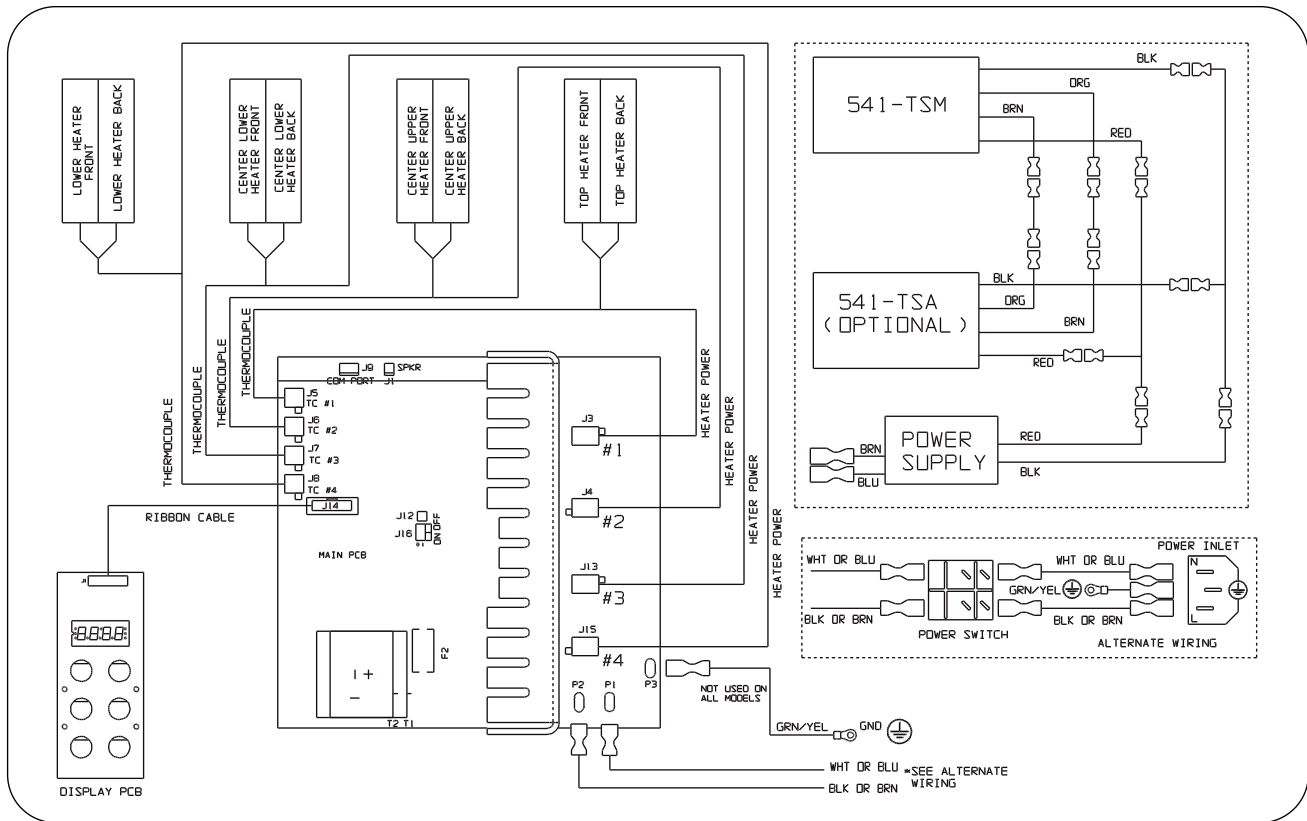 LOWER HEATER
FRONT
LOWER HEATER BACK
CENTER LOWER
HEATER FRONT
CENTER LOWER
HEATER BACK
CENTER UPPER
HEATER FRONT
CENTER UPPER
HEATER BACK
TOP HEATER FRONT
TOP HEATER BACK
THERMOCOUPLE
THERMOCOUPLE
THERMOCOUPLE
THERMOCOUPLE
J9
COM PORT
SPKR
J1
J5
TC #1
J6
TC #2
J7
TC #3
J8
TC #4
J14
RIBBON CABLE
J12
J16
ON OFF
MAIN PCB
F2
1 +
–
T2 T1
J3
#1
J4
#2
J13
#3
J15
#4
HEATER POWER
HEATER POWER
HEATER POWER
HEATER POWER
P3
P2
P1
NOT USED ON
ALL MODELS
GRN/YEL
GND
WHT OR BLU
*SEE ALTERNATE
WIRING
BLK OR BRN
8.8.8.8
DISPLAY PCB
541-TSM
BLK
ORG
BRN
RED
541-TSA
(OPTIONAL)
BLK
ORG
BRN
RED
POWER
SUPPLY
BRN
BLU
RED
BLK
POWER INLET
WHT OR BLU
WHT OR BLU
N
GRN/YEL
L
BLK OR BRN
BLK OR BRN
POWER SWITCH
ALTERNATE WIRING